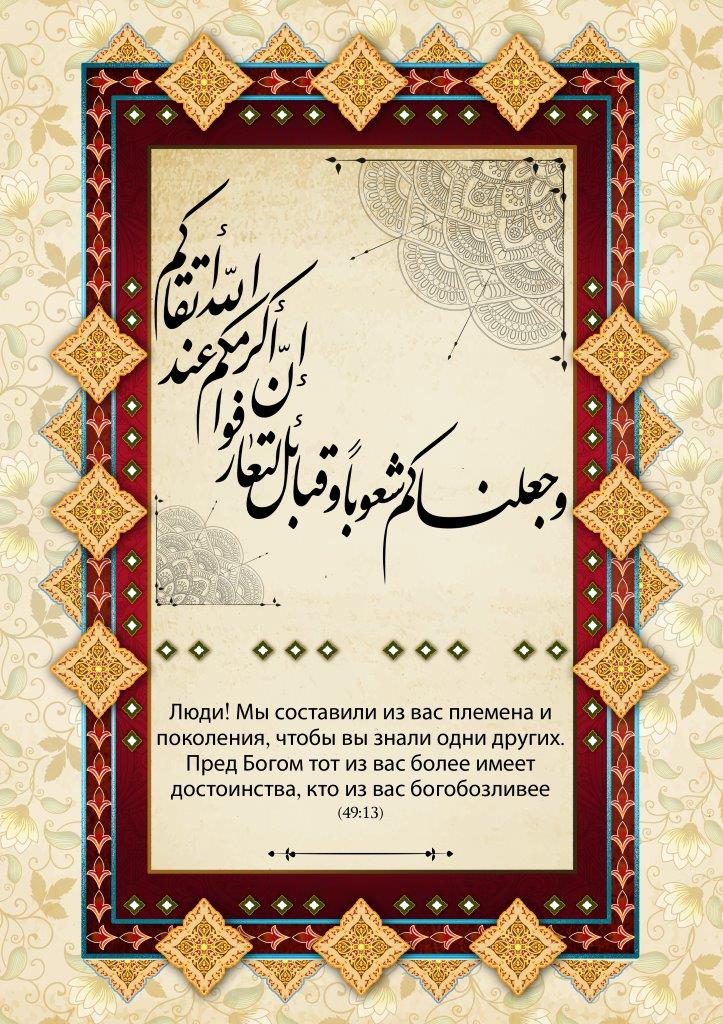 وجعلناكم شعوباً وقبائل لتعارفوا
إنّ أكرمكم عند اللّه أتقاكم
Люди! Мы составили из вас племена и
поколения, чтобы вы знали одни других.
Пред Богом тот из вас более имеет
достоинства, кто из вас богобозливее
(49:13)